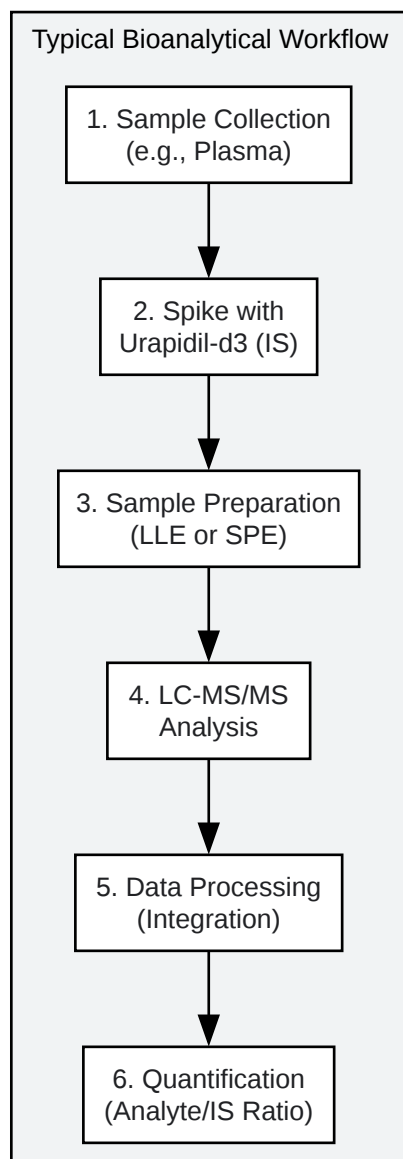 Typical Bioanalytical Workflow
1. Sample Collection
(e.g., Plasma)
2. Spike with
Urapidil-d3 (IS)
3. Sample Preparation
(LLE or SPE)
4. LC-MS/MS
Analysis
5. Data Processing
(Integration)
6. Quantification
(Analyte/IS Ratio)